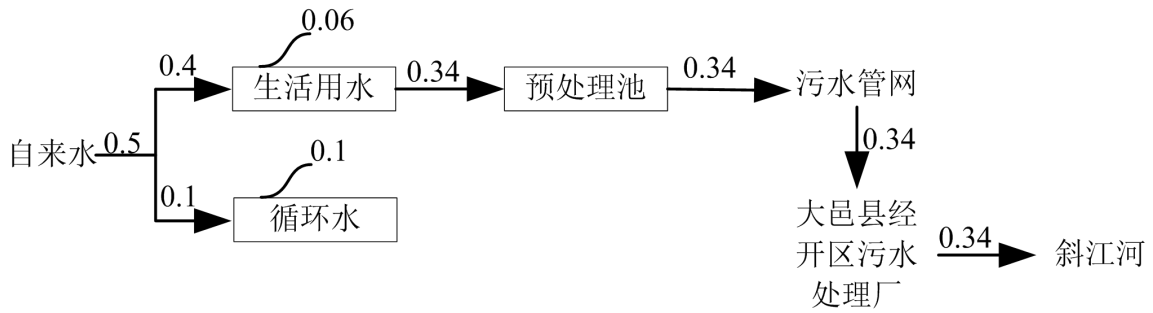 0.06
0.4
生活用水
0.34
预处理池
0.34
污水管网
自来水
0.5
0.34
0.1
0.1
循环水
大邑县经
开区污水
处理厂
0.34
斜江河